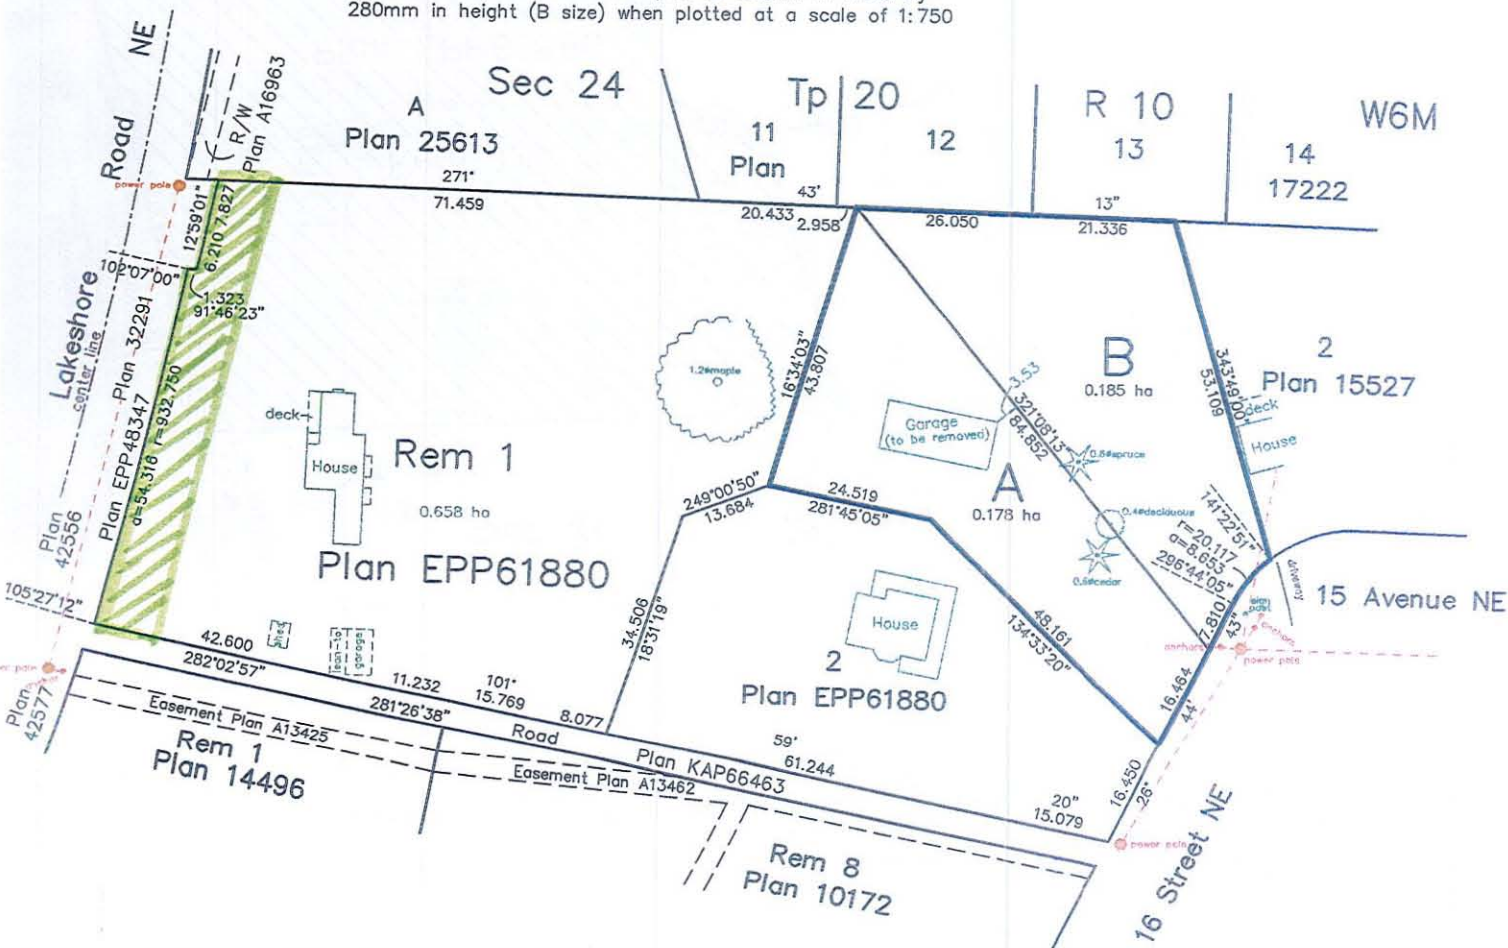 280mm in height (B size) when plotted at a scale of 1:750
Road NE
R/W
Plan A16963
A
Plan 25613
Sec 24
Tp 20
R 10
W6M
11
Plan
12
13
14
17222
power pole
271°
71.459
43'
20.433
2.958
26.050
13"
21.336
12°59'01"
6.210
7.827
102°07'00"
1.323
91°46'23"
Lakeshore
center line
Plan 32291
Plan EPP48347
a=54.316 r=932.750
Plan
42556
105°27'12"
deck
House
Rem 1
0.658 ha
Plan EPP61880
1.2ømaple
16°34'03"
43.807
3.53
321°08'13"
84.852
B
0.185 ha
Garage
(to be removed)
0.8øspruce
A
0.178 ha
0.4ødeciduous
0.6øcedar
343°49'00"
53.109
2
Plan 15527
deck
House
141°22'51"
r=20.117
a=8.653
296°44'05"
driveway
15 Avenue NE
7.810
43"
anchors
power pole
249°00'50"
13.684
24.519
281°45'05"
34.506
18°31'19"
House
2
Plan EPP61880
48.161
134°33'20"
16.464
44'
42.600
282°02'57"
shed
lean-to
garage
11.232
281°26'38"
101°
15.769
8.077
Road
Plan KAP66463
59'
61.244
20"
15.079
16.450
26°
power pole
16 Street NE
Plan
42577
Easement Plan A13425
Rem 1
Plan 14496
Easement Plan A13462
Rem 8
Plan 10172